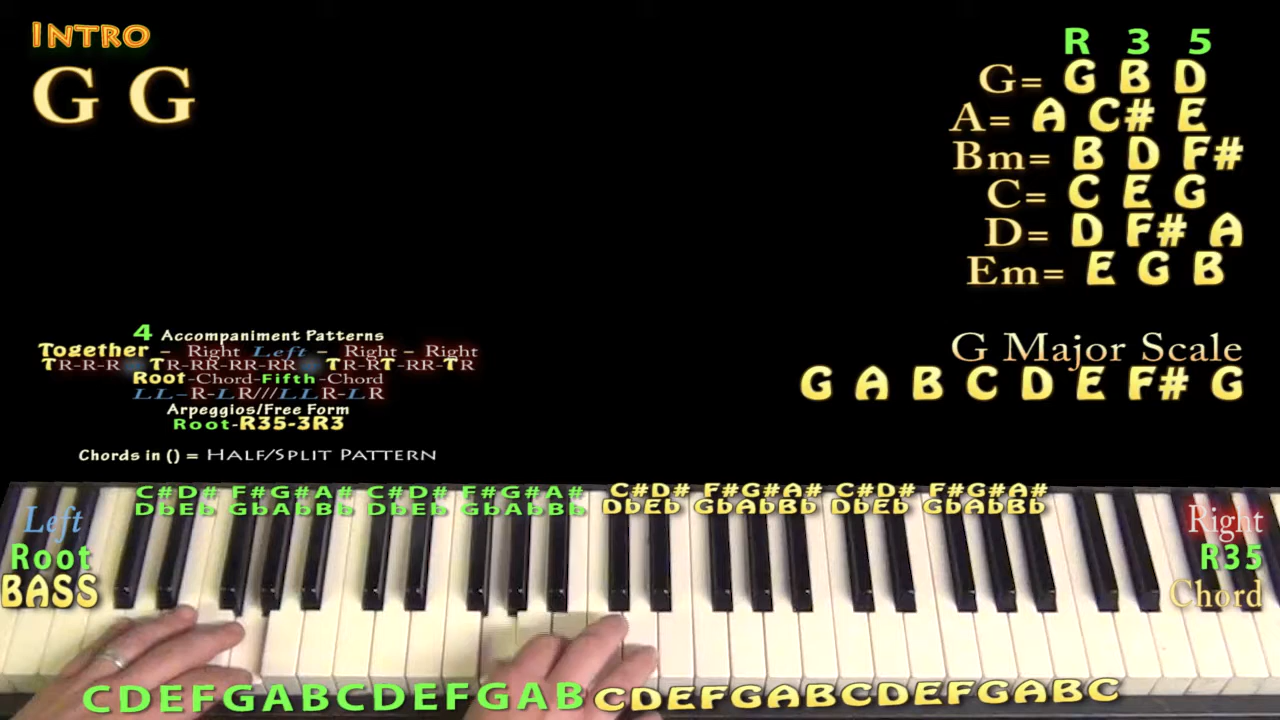 INTRO
G G
R 3 5
G= G B D
A= A C# E
Bm= B D F#
C= C E G
D= D F# A
Em= E G B
G Major Scale
G A B C D E F# G
4 Accompaniment Patterns
Together – Right Left – Right – Right
TR-R-R TR-RR-RR-RR TR-RT-RR-TR
Root-Chord-Fifth-Chord
LL-R-LR///LLR-LR
Arpeggios/Free Form
Root-R35-3R3
Chords in () = HALF/SPLIT PATTERN
C#D# F#G#A# C#D# F#G#A# C#D# F#G#A# C#D# F#G#A#
DbEb GbAbBb DbEb GbAbBb DbEb GbAbBb DbEb GbAbBb
Left
Root
BASS
Right
R35
Chord
CDEFGABCDEFGAB CDEFGABCDEFGABC